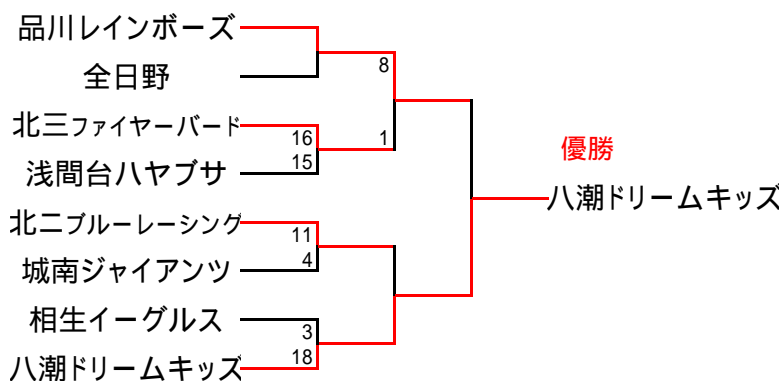 品川レインボーズ
全日野
8
北三ファイヤーバード
16
1
15
浅間台ハヤブサ
優勝
八潮ドリームキッズ
北二ブルーレーシング
11
4
城南ジャイアンツ
相生イーグルス
3
18
八潮ドリームキッズ